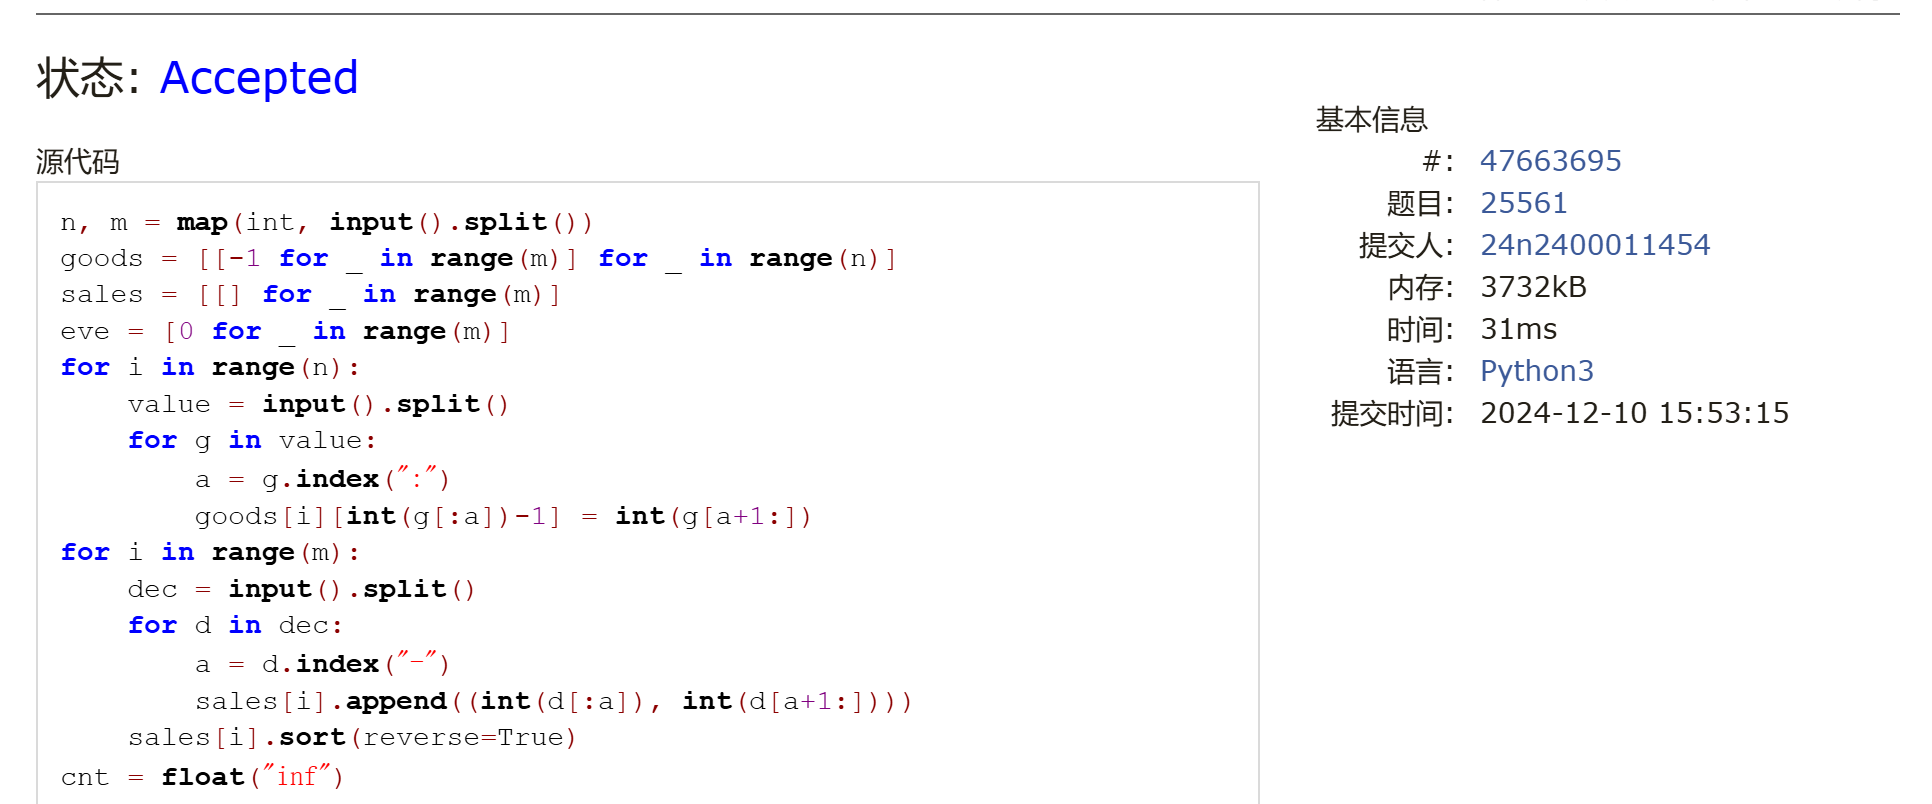 状态: Accepted
源代码
n, m = map(int, input().split())
goods = [[-1 for _ in range(m)] for _ in range(n)]
sales = [[] for _ in range(m)]
eve = [0 for _ in range(m)]
for i in range(n):
    value = input().split()
    for g in value:
        a = g.index(":")
        goods[i][int(g[:a])-1] = int(g[a+1:])
for i in range(m):
    dec = input().split()
    for d in dec:
        a = d.index("-")
        sales[i].append((int(d[:a]), int(d[a+1:])))
    sales[i].sort(reverse=True)
cnt = float("inf")
基本信息
#: 47663695
题目: 25561
提交人: 24n2400011454
内存: 3732kB
时间: 31ms
语言: Python3
提交时间: 2024-12-10 15:53:15